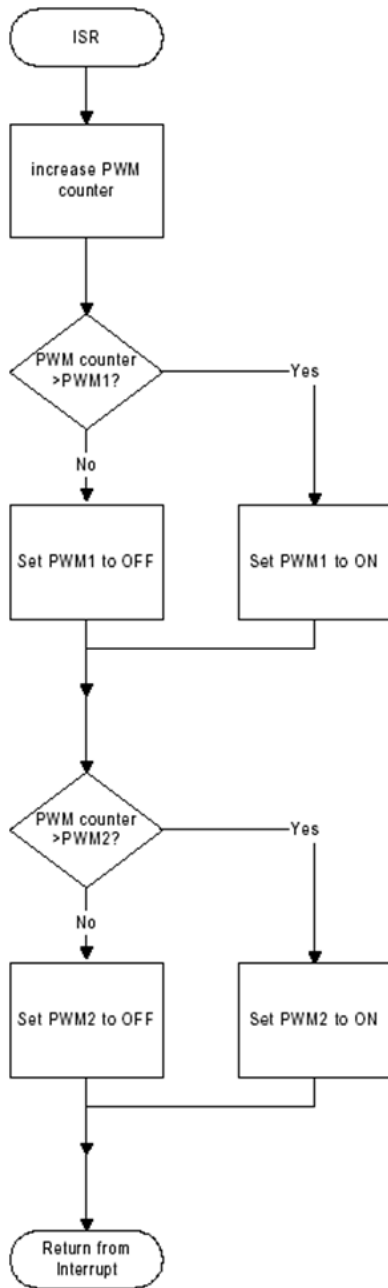 ISR
increase PWM
counter
PWM counter
>PWM1?
Yes
No
Set PWM1 to OFF
Set PWM1 to ON
PWM counter
>PWM2?
Yes
No
Set PWM2 to OFF
Set PWM2 to ON
Return from
Interrupt